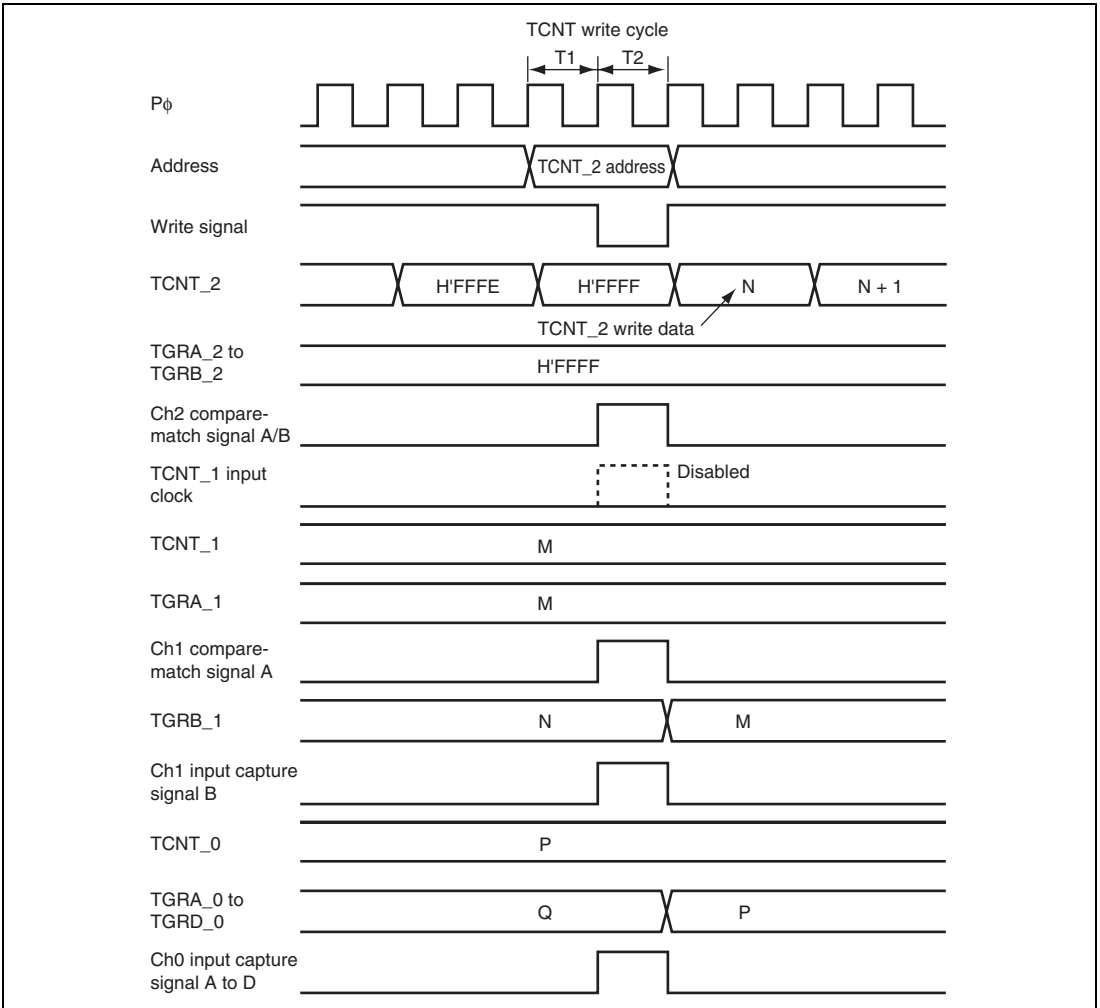 TCNT write cycle
T1 T2
Pϕ
Address
TCNT_2 address
Write signal
TCNT_2
H'FFFE H'FFFF N N + 1
TCNT_2 write data
TGRA_2 to
TGRB_2
H'FFFF
Ch2 compare-
match signal A/B
TCNT_1 input
clock
Disabled
TCNT_1
M
TGRA_1
M
Ch1 compare-
match signal A
TGRB_1
N M
Ch1 input capture
signal B
TCNT_0
P
TGRA_0 to
TGRD_0
Q P
Ch0 input capture
signal A to D